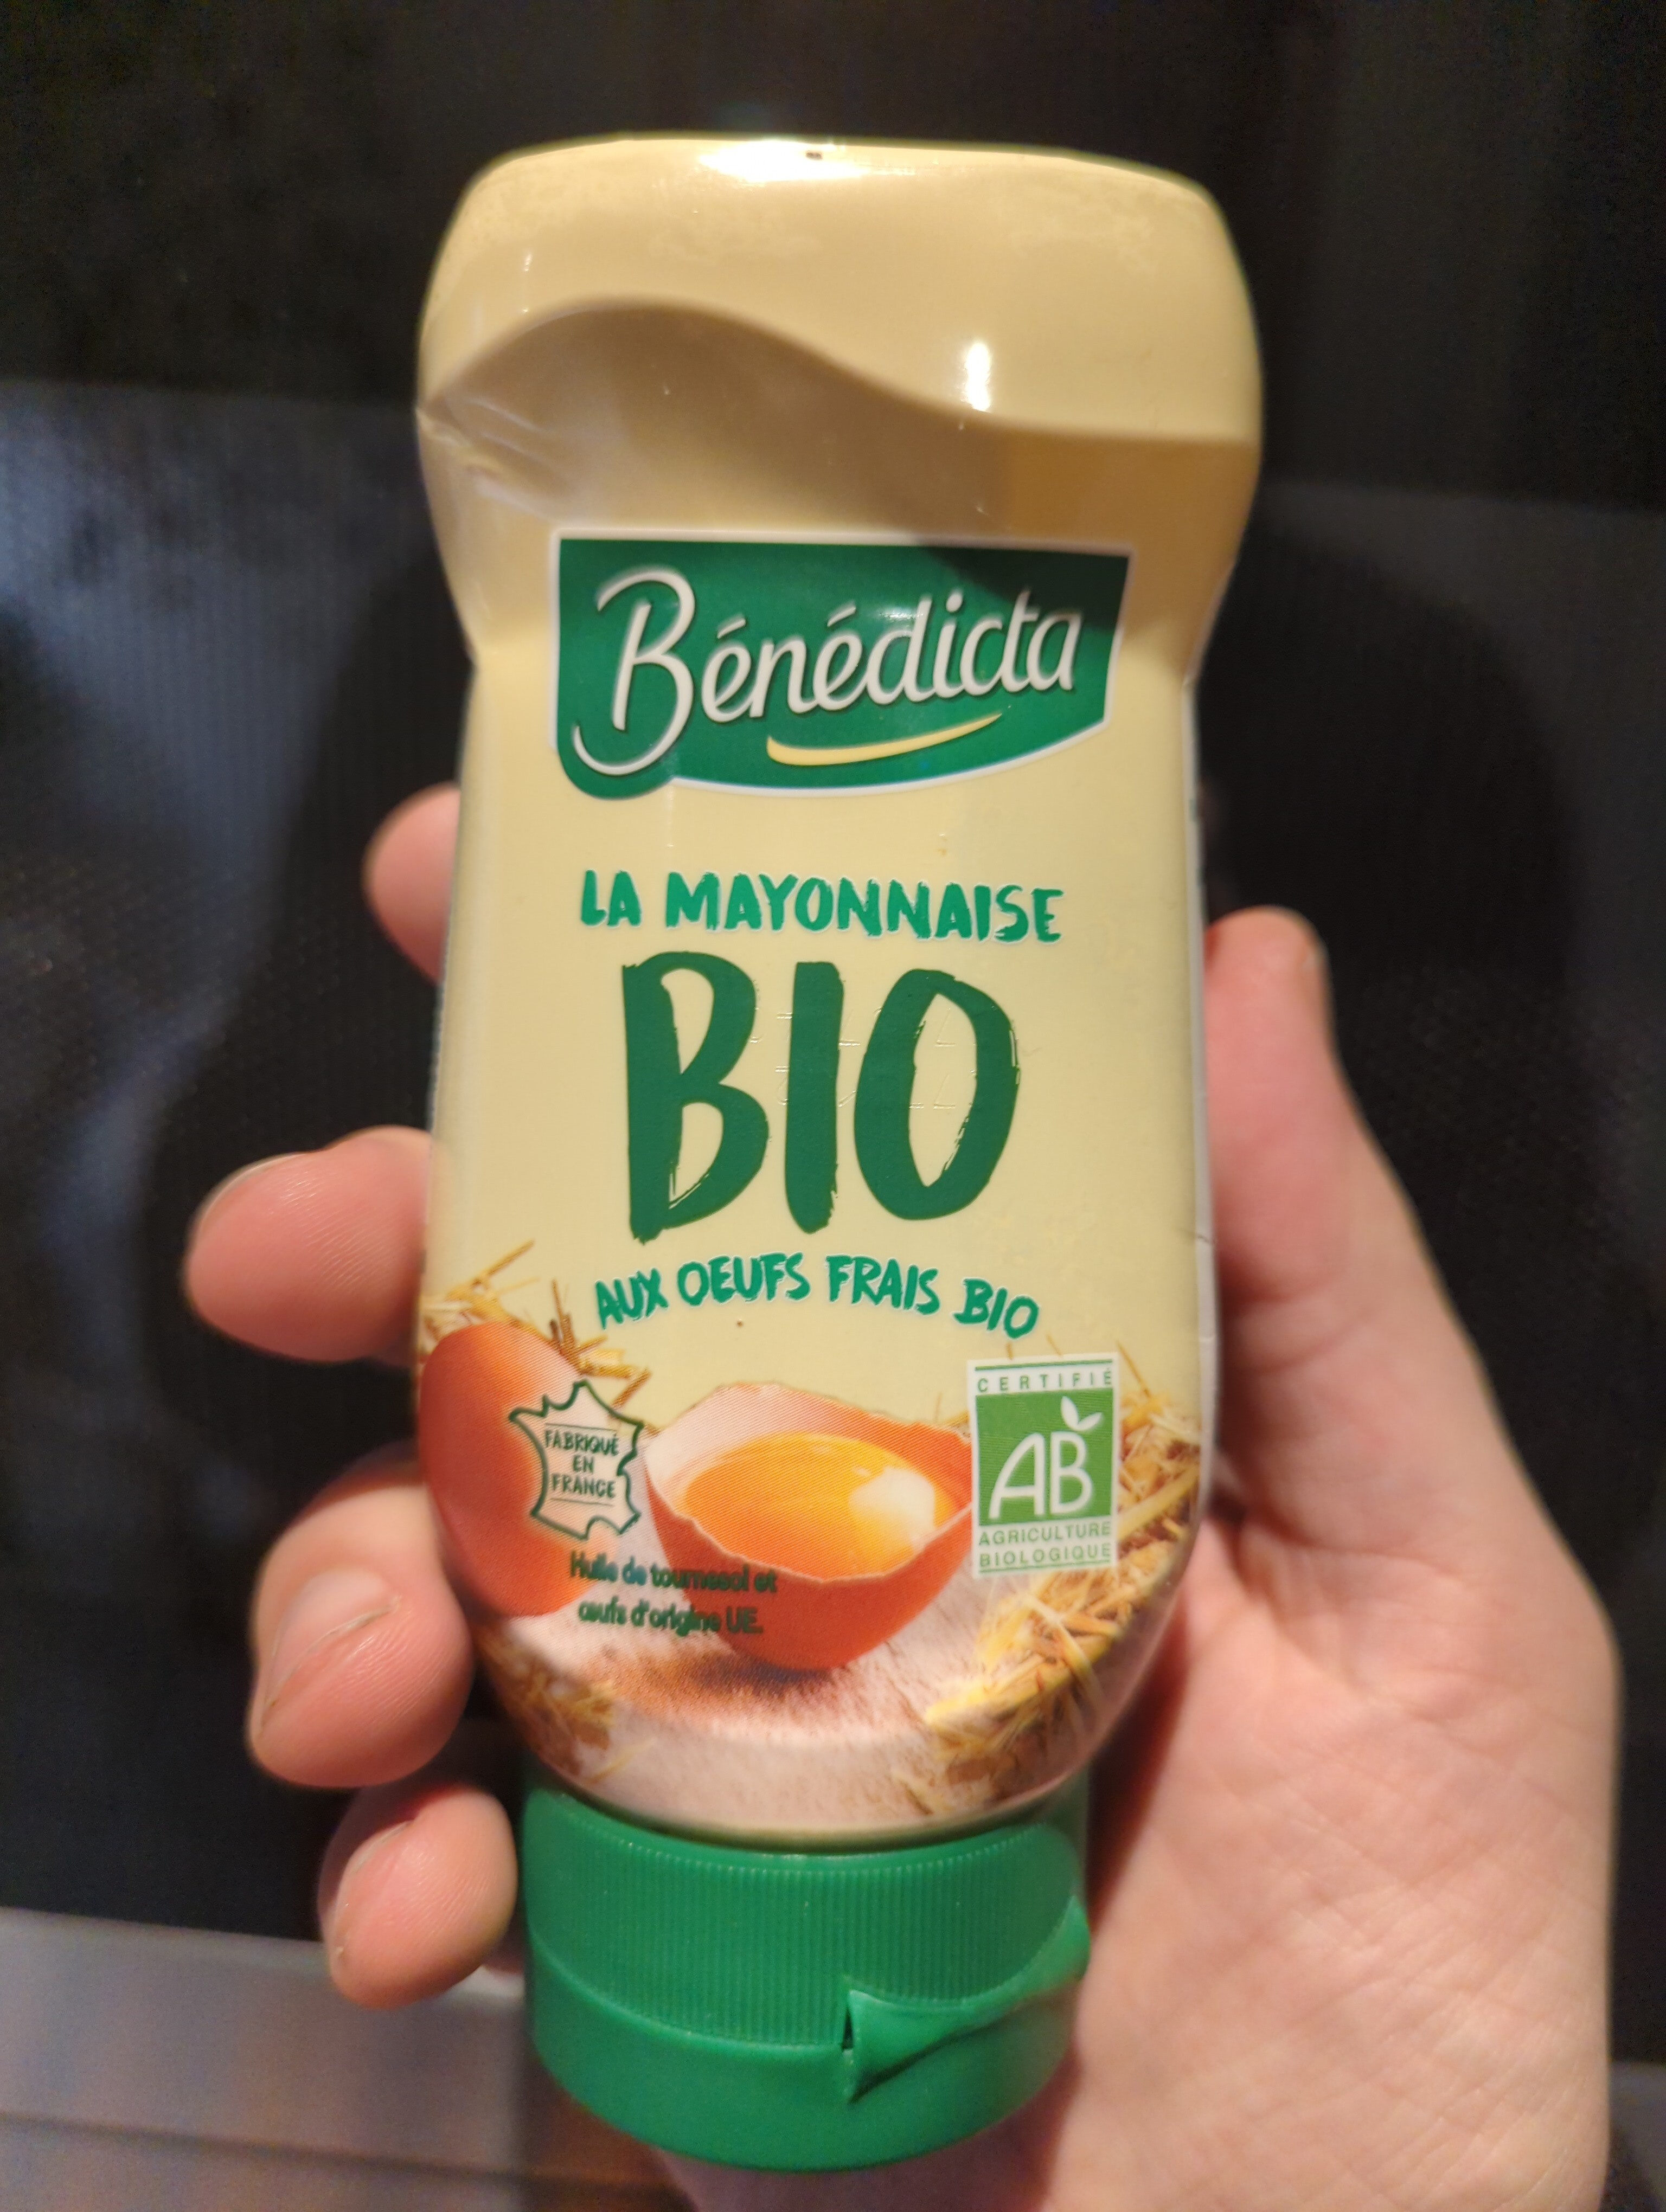 Bénédicta
LA MAYONNAISE
BIO
AUX OEUFS FRAIS BIO
FABRIQUÉ
EN
FRANCE
CERTIFIÉ
AB
AGRICULTURE
BIOLOGIQUE
Huile de tournesol et
œufs d'origine UE.